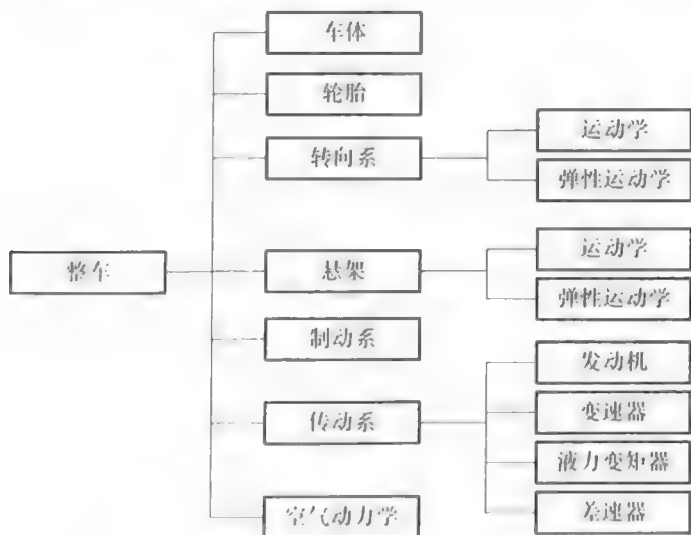 车体
轮胎
转向系
运动学
弹性运动学
整车
悬架
运动学
弹性运动学
制动系
传动系
发动机
变速器
液力变矩器
差速器
空气动力学